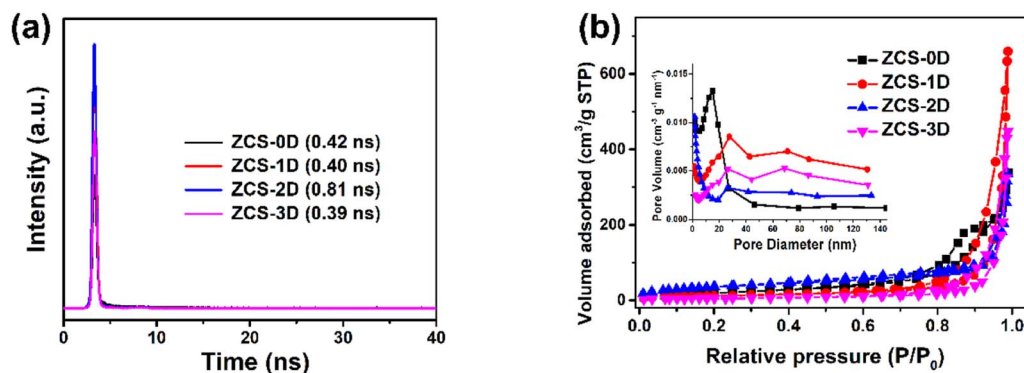 (a)
Intensity (a.u.)
ZCS-0D (0.42 ns)
ZCS-1D (0.40 ns)
ZCS-2D (0.81 ns)
ZCS-3D (0.39 ns)
0 10 20 30 40
Time (ns)
(b)
Volume adsorbed (cm³/g STP)
600
400
200
0
ZCS-0D
ZCS-1D
ZCS-2D
ZCS-3D
Pore Volume (cm³ g⁻¹ nm⁻¹)
0.015
0.010
0.005
0.000
0 20 40 60 80 100 120 140
Pore Diameter (nm)
0.0 0.2 0.4 0.6 0.8 1.0
Relative pressure (P/P₀)